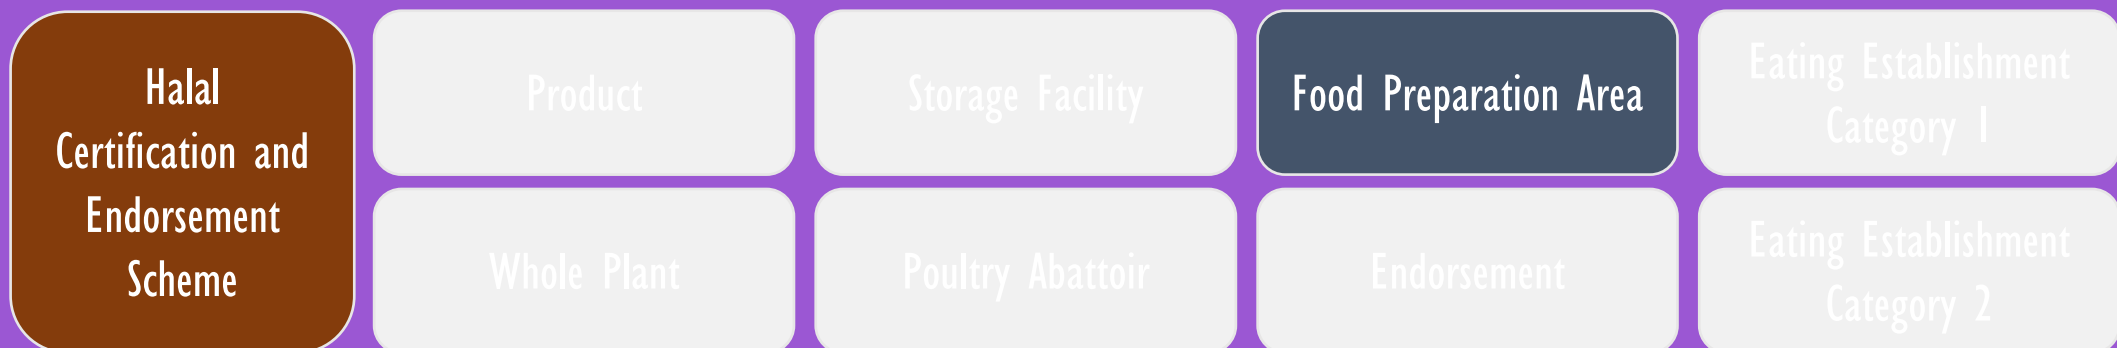 Halal
Certification and
Endorsement
Scheme
Product
Storage Facility
Food Preparation Area
Eating Establishment
Category 1
Whole Plant
Poultry Abattoir
Endorsement
Eating Establishment
Category 2